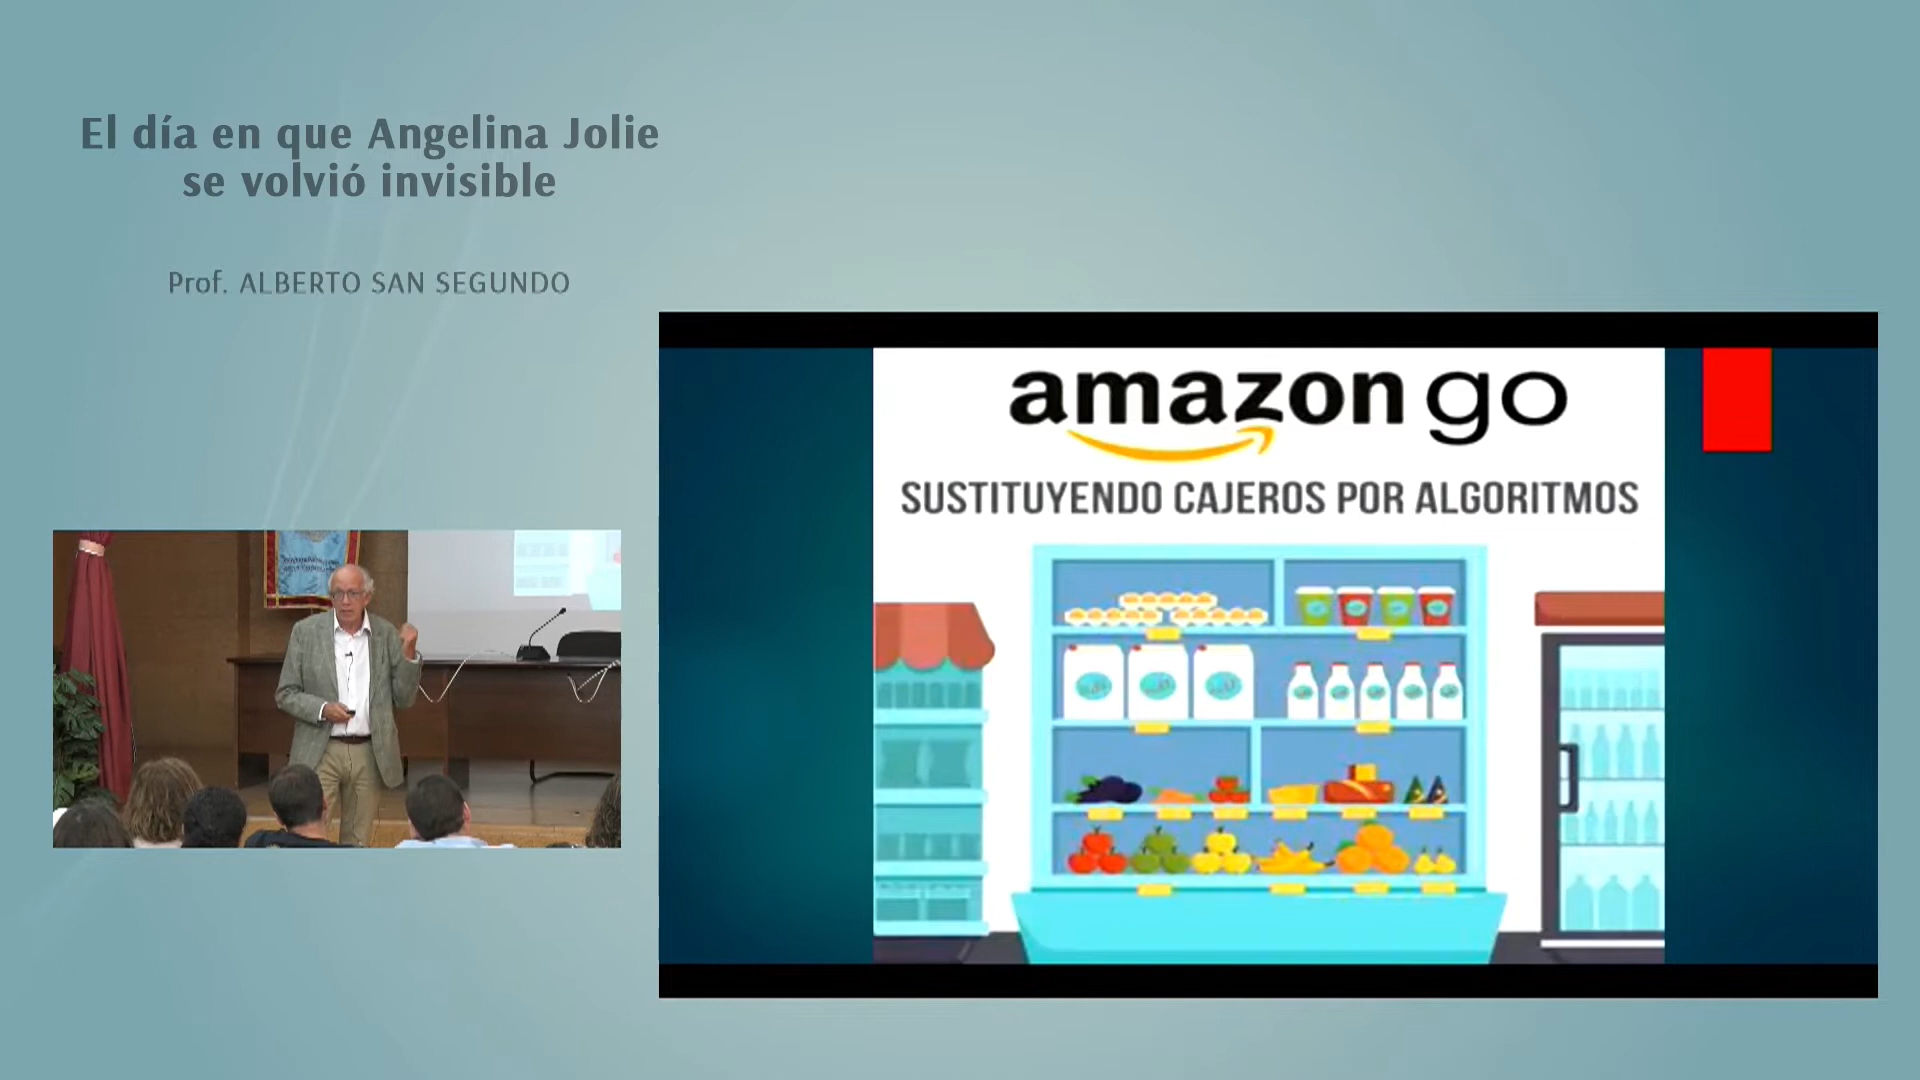 El día en que Angelina Jolie
se volvió invisible
Prof. ALBERTO SAN SEGUNDO
amazon go
SUSTITUYENDO CAJEROS POR ALGORITMOS